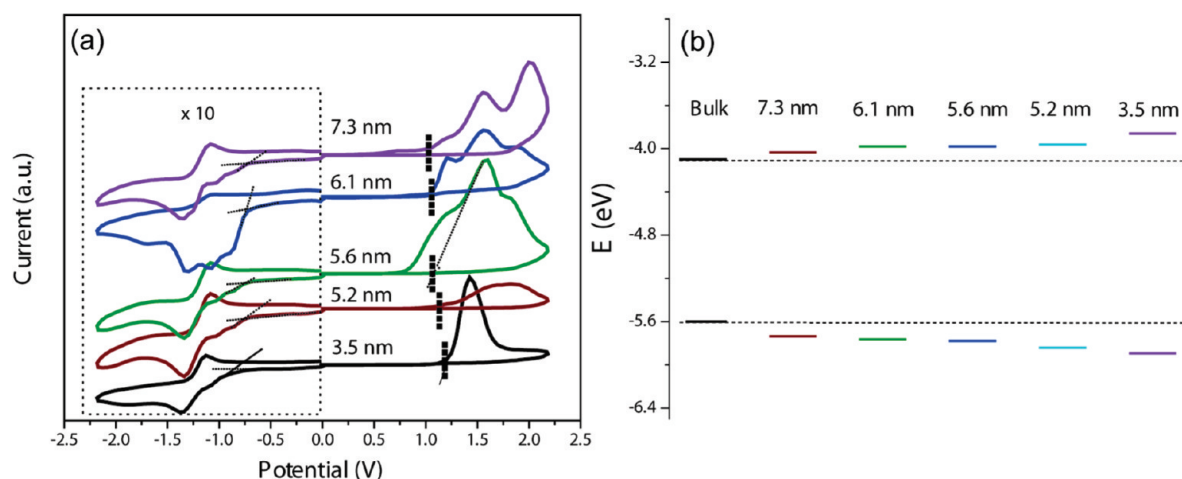 (a)
x 10
7.3 nm
6.1 nm
5.6 nm
5.2 nm
3.5 nm
Current (a.u.)
-2.5 -2.0 -1.5 -1.0 -0.5 0.0 0.5 1.0 1.5 2.0 2.5
Potential (V)
(b)
E (eV)
-3.2
-4.0
-4.8
-5.6
-6.4
Bulk 7.3 nm 6.1 nm 5.6 nm 5.2 nm 3.5 nm